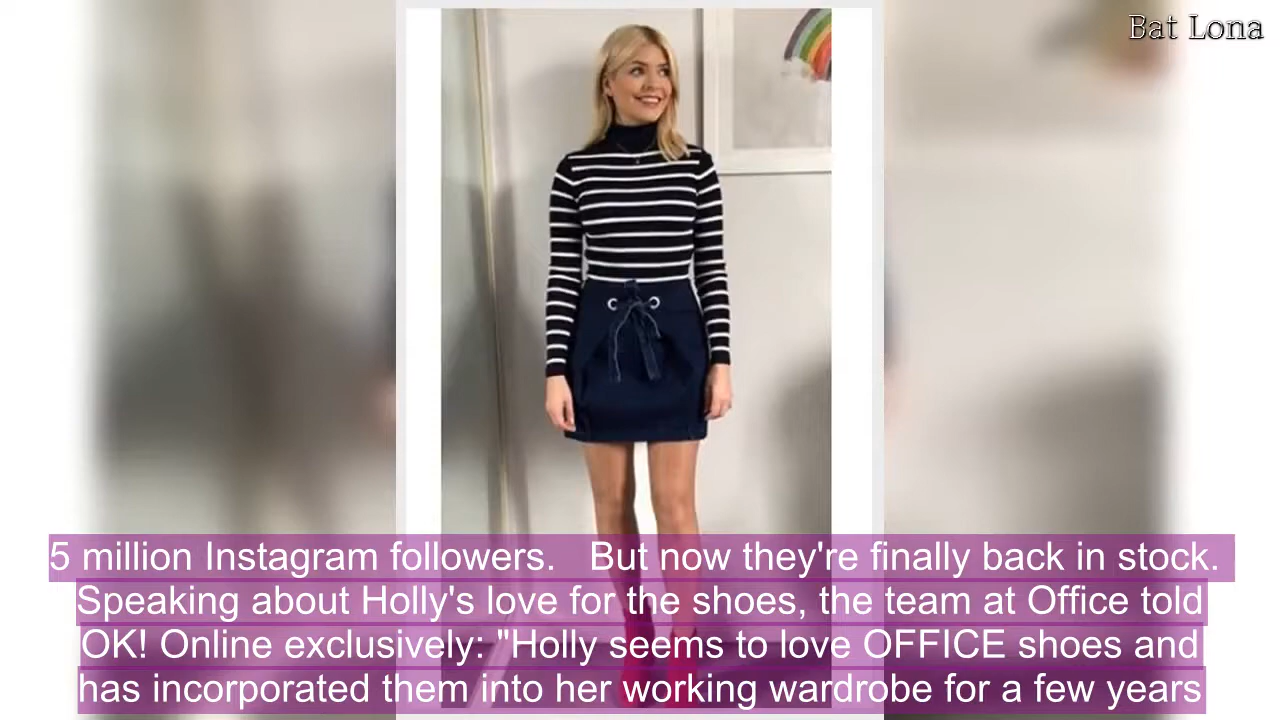 Bat Lona
5 million Instagram followers.   But now they're finally back in stock.
Speaking about Holly's love for the shoes, the team at Office told
OK! Online exclusively: "Holly seems to love OFFICE shoes and
has incorporated them into her working wardrobe for a few years